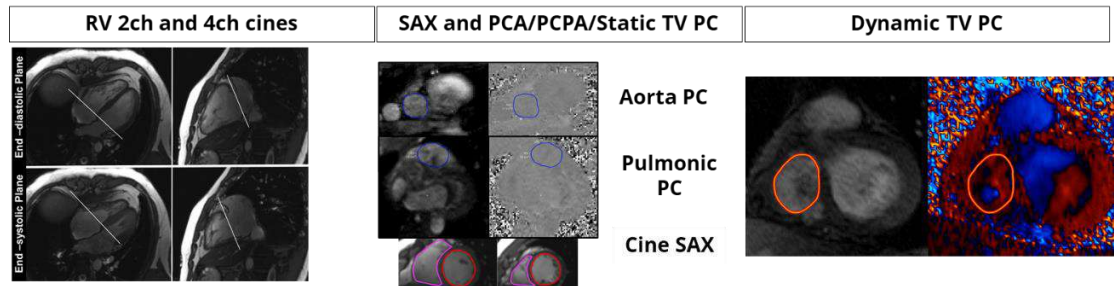 RV 2ch and 4ch cines
SAX and PCA/PCPA/Static TV PC
Dynamic TV PC
End –diastolic Plane
End –systolic Plane
Aorta PC
Pulmonic
PC
Cine SAX